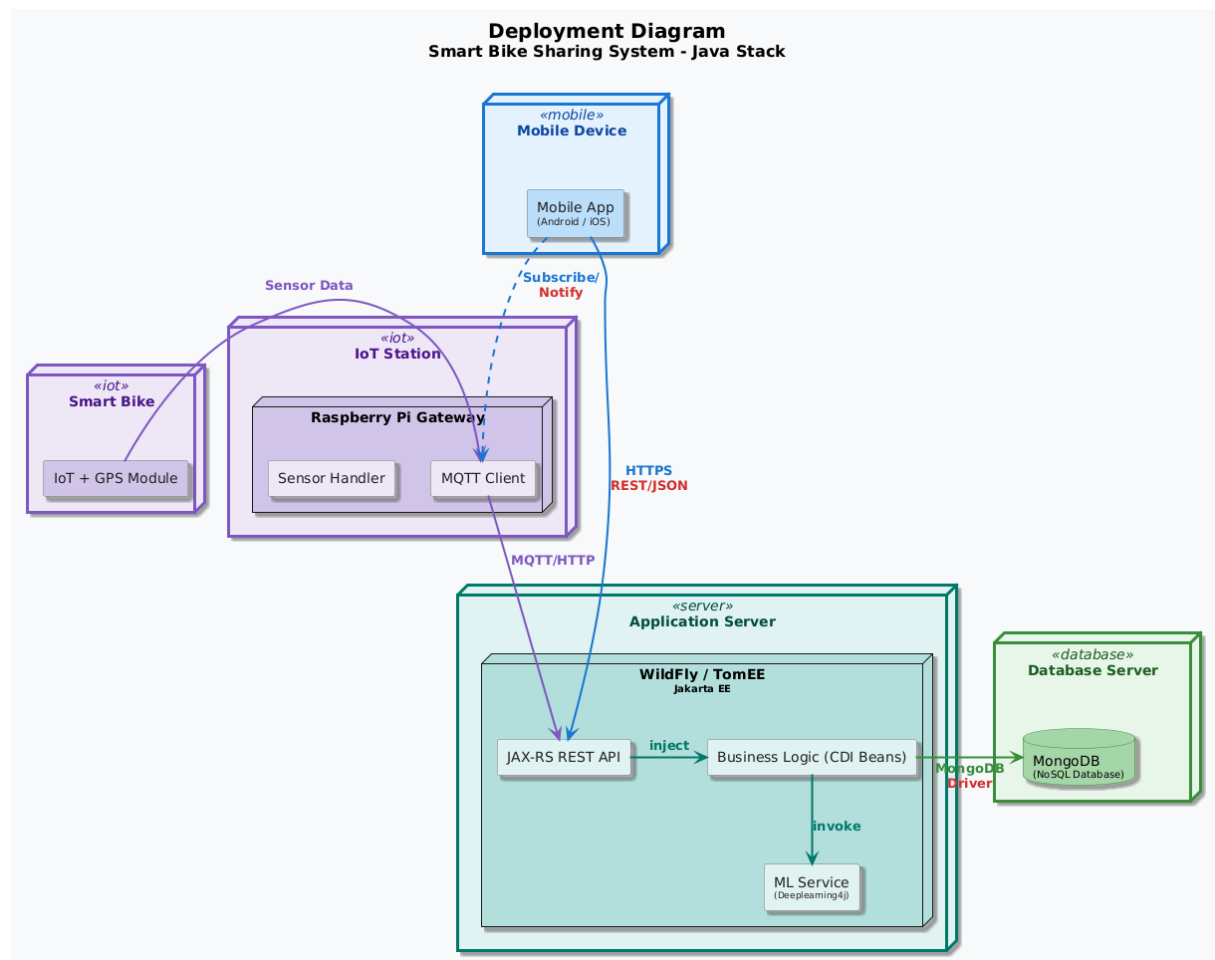 Deployment Diagram
Smart Bike Sharing System - Java Stack
«mobile»
Mobile Device
Mobile App
(Android / iOS)
Subscribe/
Notify
Sensor Data
«iot»
IoT Station
«iot»
Smart Bike
Raspberry Pi Gateway
IoT + GPS Module
Sensor Handler
MQTT Client
HTTPS
REST/JSON
MQTT/HTTP
«server»
Application Server
«database»
Database Server
WildFly / TomEE
Jakarta EE
JAX-RS REST API
inject
Business Logic (CDI Beans)
MongoDB
Driver
MongoDB
(NoSQL Database)
invoke
ML Service
(Deeplearning4j)